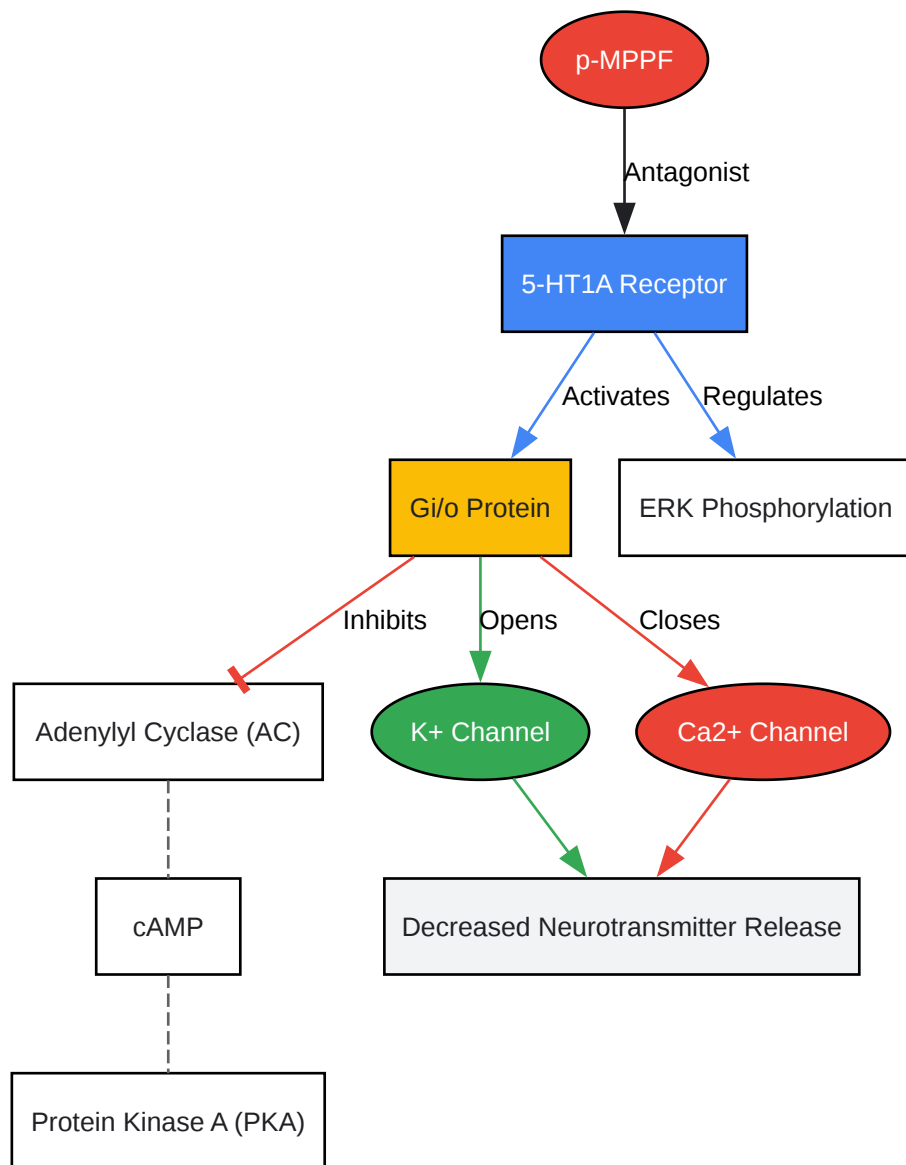 p-MPPF
Antagonist
5-HT1A Receptor
Activates
Regulates
Gi/o Protein
ERK Phosphorylation
Inhibits
Opens
Closes
Adenylyl Cyclase (AC)
K+ Channel
Ca2+ Channel
cAMP
Decreased Neurotransmitter Release
Protein Kinase A (PKA)